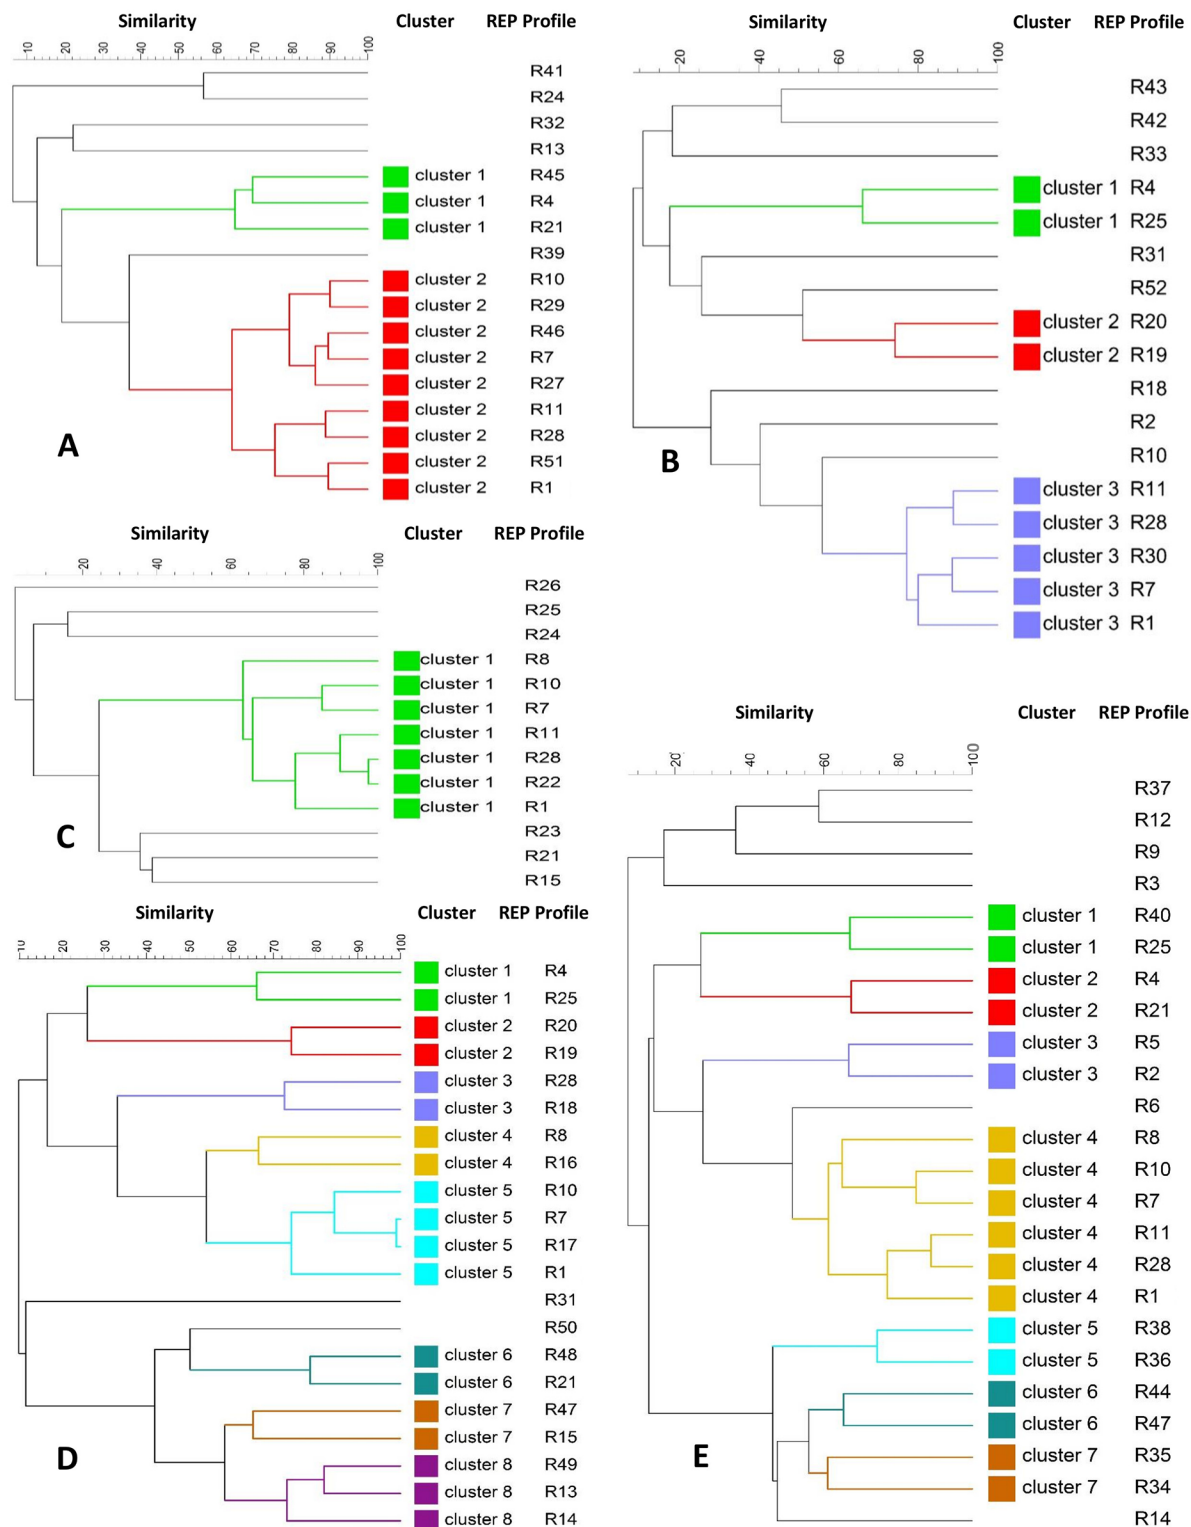 Similarity Cluster REP Profile
10 20 30 40 50 60 70 80 90 100
R41
R24
R32
R13
cluster 1 R45
cluster 1 R4
cluster 1 R21
R39
cluster 2 R10
cluster 2 R29
cluster 2 R46
cluster 2 R7
cluster 2 R27
cluster 2 R11
cluster 2 R28
cluster 2 R51
cluster 2 R1
A
Similarity Cluster REP Profile
20 40 60 80 100
R43
R42
R33
cluster 1 R4
cluster 1 R25
R31
R52
cluster 2 R20
cluster 2 R19
R18
R2
R10
cluster 3 R11
cluster 3 R28
cluster 3 R30
cluster 3 R7
cluster 3 R1
B
Similarity Cluster REP Profile
20 40 60 80 100
R26
R25
R24
cluster 1 R8
cluster 1 R10
cluster 1 R7
cluster 1 R11
cluster 1 R28
cluster 1 R22
cluster 1 R1
R23
R21
R15
C
Similarity Cluster REP Profile
10 20 30 40 50 60 70 80 90 100
cluster 1 R4
cluster 1 R25
cluster 2 R20
cluster 2 R19
cluster 3 R28
cluster 3 R18
cluster 4 R8
cluster 4 R16
cluster 5 R10
cluster 5 R7
cluster 5 R17
cluster 5 R1
R31
R50
cluster 6 R48
cluster 6 R21
cluster 7 R47
cluster 7 R15
cluster 8 R49
cluster 8 R13
cluster 8 R14
D
Similarity Cluster REP Profile
20 40 60 80 100
R37
R12
R9
R3
cluster 1 R40
cluster 1 R25
cluster 2 R4
cluster 2 R21
cluster 3 R5
cluster 3 R2
R6
cluster 4 R8
cluster 4 R10
cluster 4 R7
cluster 4 R11
cluster 4 R28
cluster 4 R1
cluster 5 R38
cluster 5 R36
cluster 6 R44
cluster 6 R47
cluster 7 R35
cluster 7 R34
R14
E